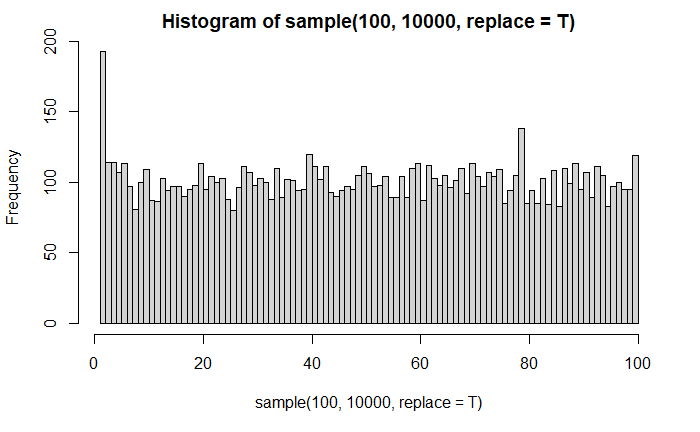 Histogram of sample(100, 10000, replace = T)
Frequency
200
150
100
50
0
0 20 40 60 80 100
sample(100, 10000, replace = T)